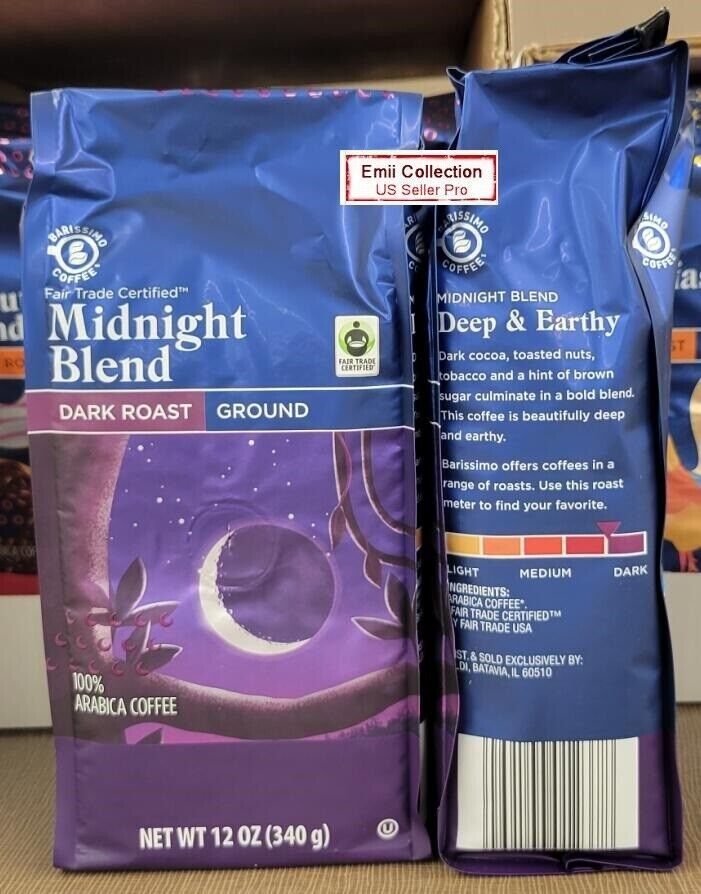 Emii Collection
US Seller Pro
BARISSIMO
COFFEE
Fair Trade Certified™
Midnight
Blend
FAIR TRADE
CERTIFIED
DARK ROAST GROUND
100%
ARABICA COFFEE
NET WT 12 OZ (340 g)
U
COFFEE
MIDNIGHT BLEND
Deep & Earthy
Dark cocoa, toasted nuts,
tobacco and a hint of brown
sugar culminate in a bold blend.
This coffee is beautifully deep
and earthy.
Barissimo offers coffees in a
range of roasts. Use this roast
meter to find your favorite.
LIGHT MEDIUM DARK
INGREDIENTS:
ARABICA COFFEE*.
*FAIR TRADE CERTIFIED™
BY FAIR TRADE USA
DIST. & SOLD EXCLUSIVELY BY:
ALDI, BATAVIA, IL 60510